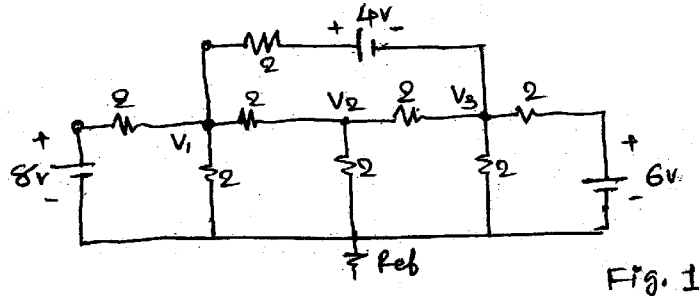 + 4V -
2
2 2 V2 2 V3 2
+ V1 +
8v 2 2 2 6v
- -
Ref
Fig. 1